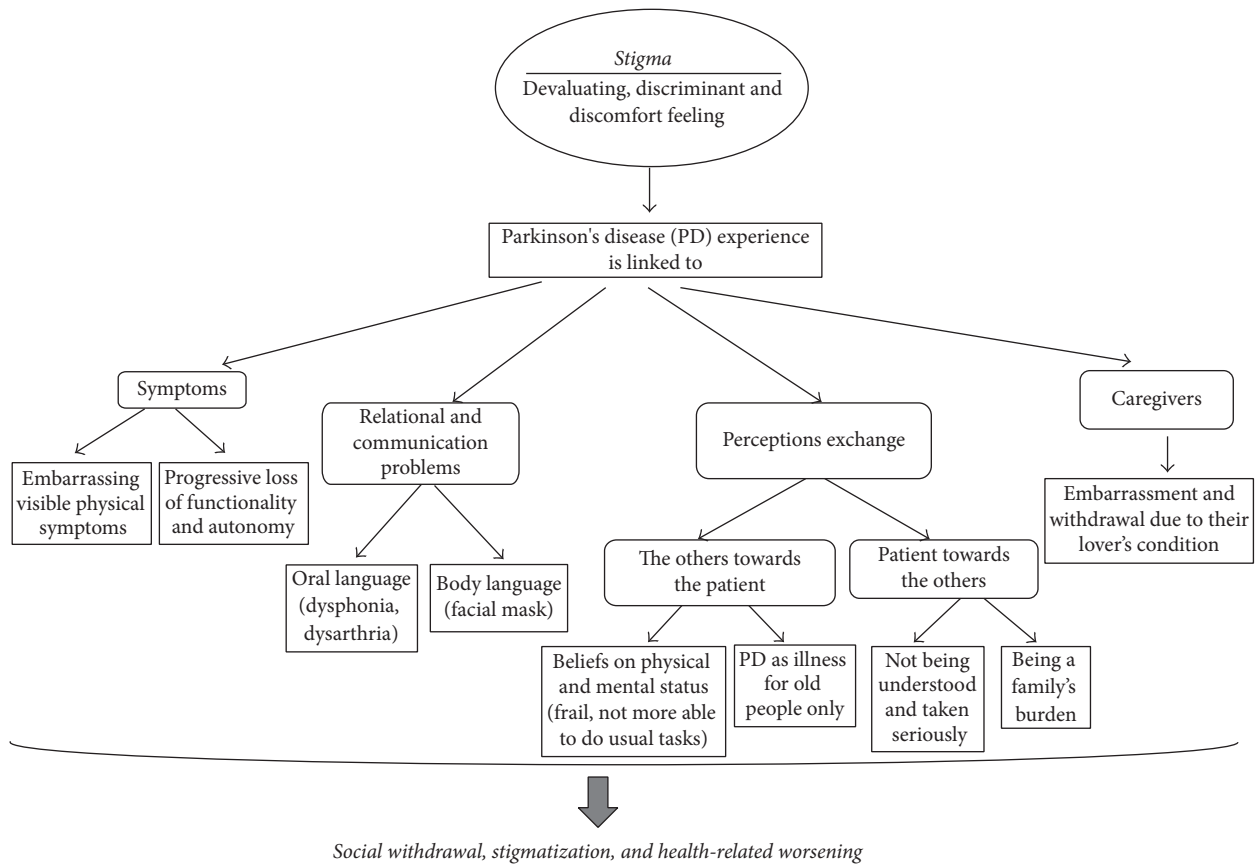 Stigma
Devaluating, discriminant and
discomfort feeling
Parkinson's disease (PD) experience
is linked to
Symptoms
Embarrassing
visible physical
symptoms
Progressive loss
of functionality
and autonomy
Relational and
communication
problems
Oral language
(dysphonia,
dysarthria)
Body language
(facial mask)
Perceptions exchange
The others towards
the patient
Beliefs on physical
and mental status
(frail, not more able
to do usual tasks)
PD as illness
for old
people only
Patient towards
the others
Not being
understood
and taken
seriously
Being a
family’s
burden
Caregivers
Embarrassment and
withdrawal due to their
lover’s condition
Social withdrawal, stigmatization, and health-related worsening